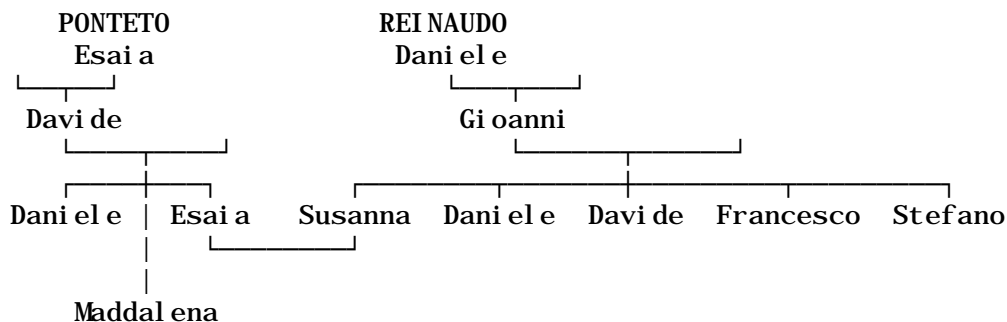 PONTETO REINAUDO
Esaia Daniele
Davide Gioanni
Daniele Esaia Susanna Daniele Davide Francesco Stefano
Maddalena